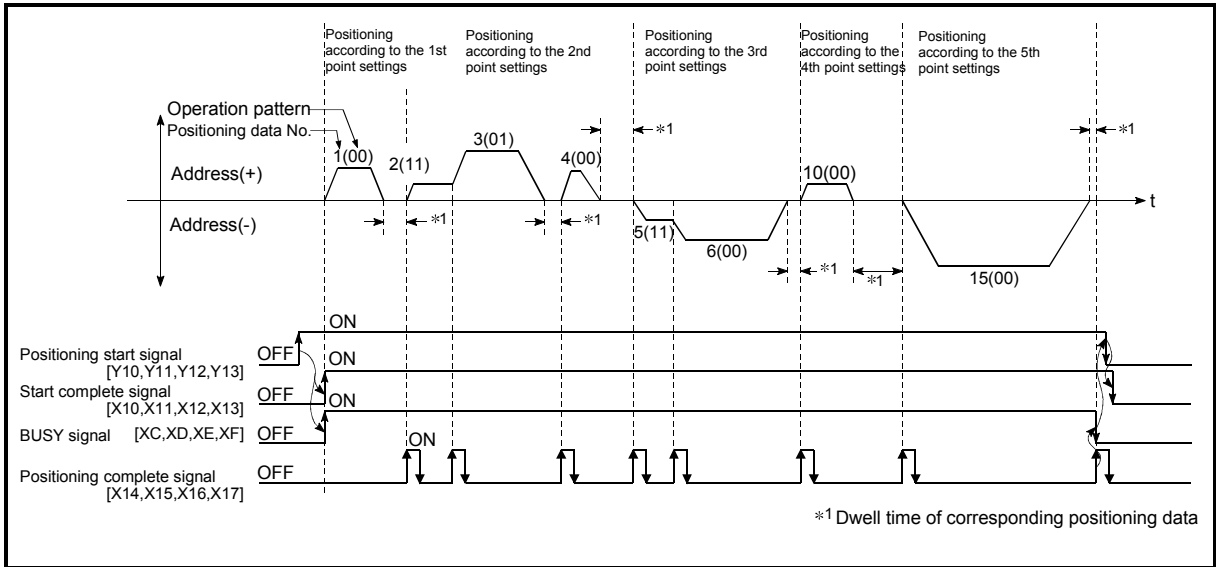 Positioning
according to the 1st
point settings
Positioning
according to the 2nd
point settings
Positioning
according to the 3rd
point settings
Positioning
according to the
4th point settings
Positioning
according to the 5th
point settings
Operation pattern
Positioning data No.
1(00)
2(11)
3(01)
4(00)
*1
10(00)
Address(+)
t
Address(-)
*1
*1
5(11)
6(00)
*1
*1
15(00)
*1
ON
Positioning start signal
[Y10,Y11,Y12,Y13]
OFF
ON
Start complete signal
[X10,X11,X12,X13]
OFF
ON
BUSY signal [XC,XD,XE,XF]
OFF
ON
Positioning complete signal
[X14,X15,X16,X17]
OFF
*1 Dwell time of corresponding positioning data